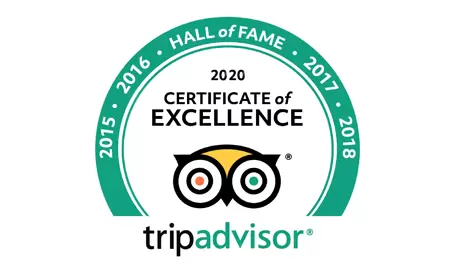 2015 • 2016 • HALL of FAME • 2017 • 2018
2020
CERTIFICATE of
EXCELLENCE
®
tripadvisor®